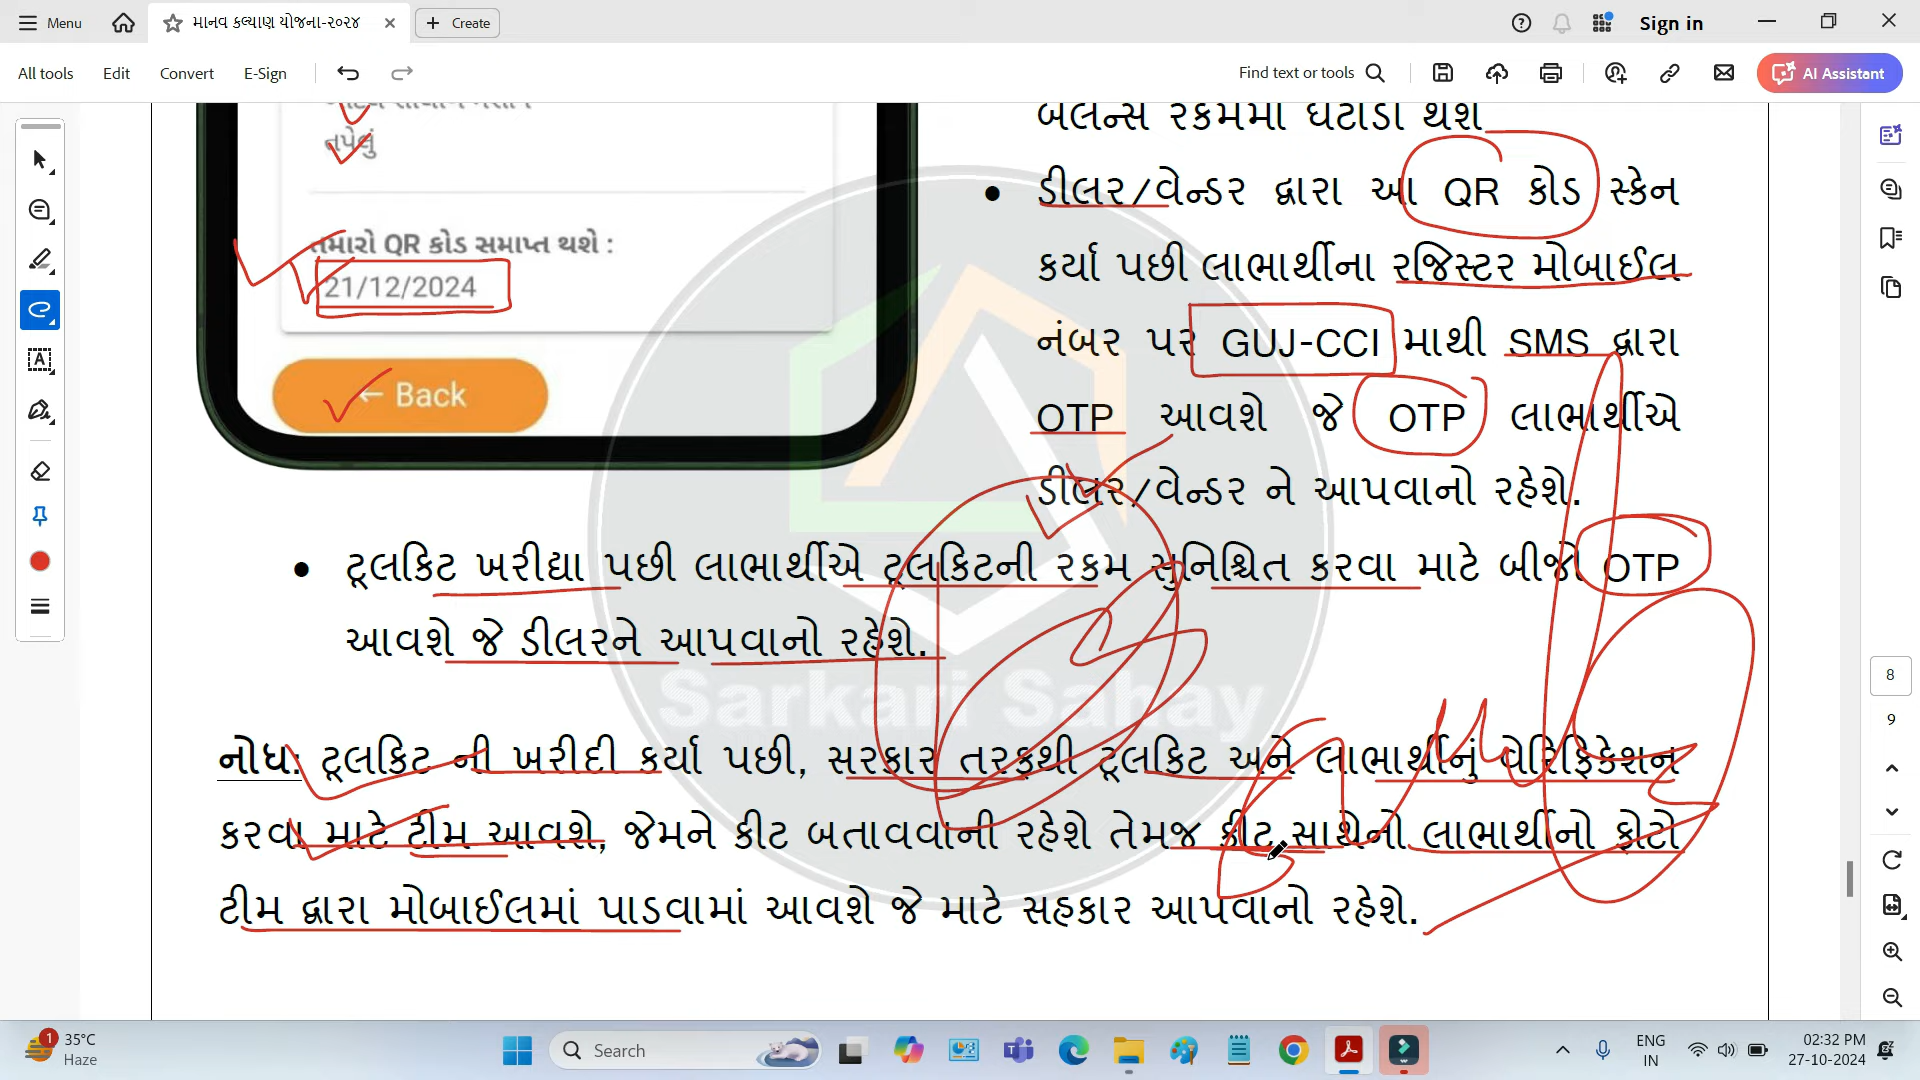 Menu
માનવ કલ્યાણ યોજના-૨૦૨૪
Create
Sign in
All tools
Edit
Convert
E-Sign
Find text or tools
AI Assistant
તપેલું
તમારો QR કોડ સમાપ્ત થશે :
21/12/2024
← Back
બેલેન્સ રકમમાં ઘટાડો થશે
• ડીલર/વેન્ડર દ્વારા આ QR કોડ સ્કેન
કર્યા પછી લાભાર્થીના રજિસ્ટર મોબાઈલ
નંબર પર GUJ-CCI માથી SMS દ્વારા
OTP આવશે જે OTP લાભાર્થીએ
ડીલર/વેન્ડર ને આપવાનો રહેશે.
• ટૂલકિટ ખરીદ્યા પછી લાભાર્થીએ ટૂલકિટની રકમ સુનિશ્ચિત કરવા માટે બીજો OTP
આવશે જે ડીલરને આપવાનો રહેશે.
Sarkari Sahay
નોધ: ટૂલકિટ ની ખરીદી કર્યા પછી, સરકાર તરફથી ટૂલકિટ અને લાભાર્થીનું વેરિફિકેશન
કરવા માટે ટીમ આવશે, જેમને કીટ બતાવવાની રહેશે તેમજ કીટ સાથેનો લાભાર્થીનો ફોટો
ટીમ દ્વારા મોબાઈલમાં પાડવામાં આવશે જે માટે સહકાર આપવાનો રહેશે.
8
9
1
35°C
Haze
Search
ENG
IN
02:32 PM
27-10-2024